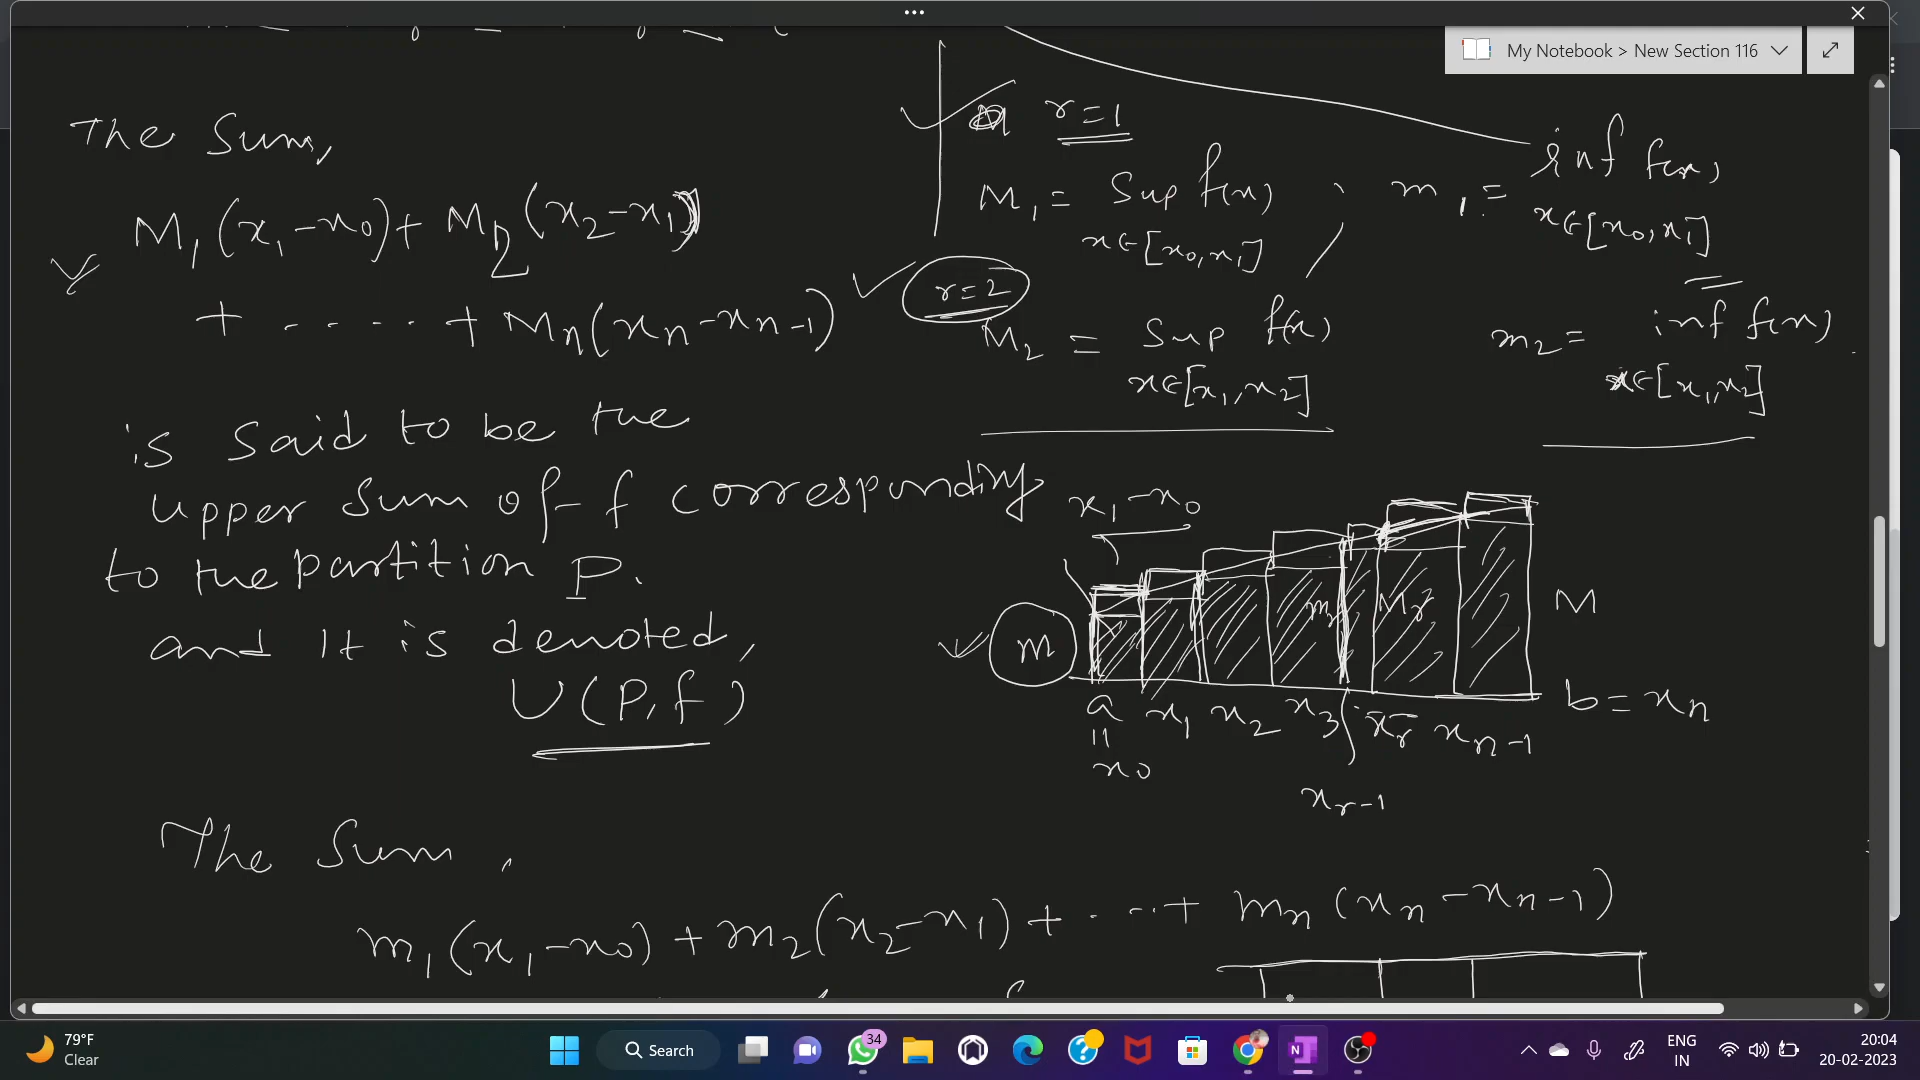 My Notebook > New Section 116
The Sum,
M₁(x₁-x₀)+ M₂(x₂-x₁)
+ ..... + Mn(xn-xn-1)
is said to be the
upper sum of f corresponding
to the partition P.
and it is denoted,
U(P,f)
r=1
M₁ = Sup f(x) , m₁ = inf f(x)
x∈[x₀,x₁] x∈[x₀,x₁]
r=2
M₂ = Sup f(x) m₂ = inf f(x).
x∈[x₁,x₂] x∈[x₁,x₂]
x₁-x₀
m mr Mr M
a x₁ x₂ x₃ xr xn-1 b = xn
=
x₀
xr-1
The Sum,
m₁(x₁-x₀) + m₂(x₂-x₁) + ....+ mn(xn-xn-1)
79°F
Clear
Search
34
ENG
IN
20:04
20-02-2023